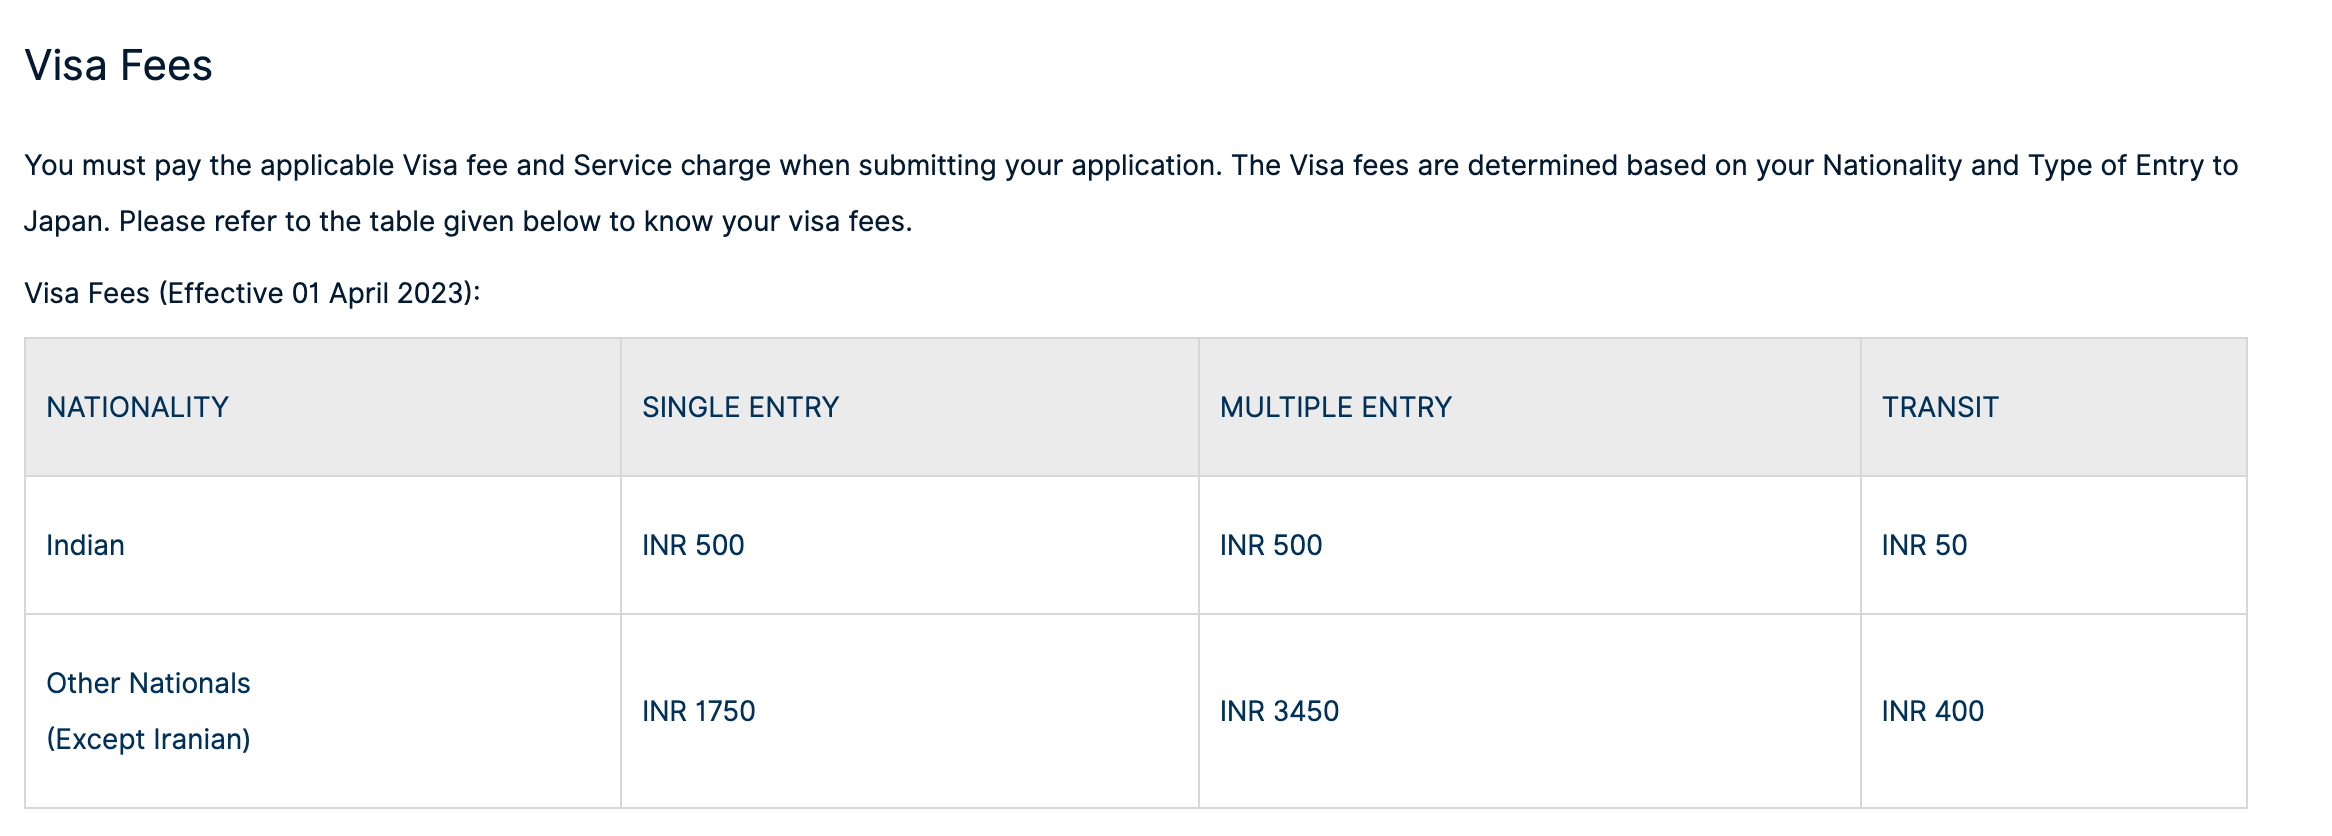 Visa Fees
You must pay the applicable Visa fee and Service charge when submitting your application. The Visa fees are determined based on your Nationality and Type of Entry to
Japan. Please refer to the table given below to know your visa fees.
Visa Fees (Effective 01 April 2023):
NATIONALITY SINGLE ENTRY MULTIPLE ENTRY TRANSIT
Indian INR 500 INR 500 INR 50
Other Nationals
(Except Iranian) INR 1750 INR 3450 INR 400